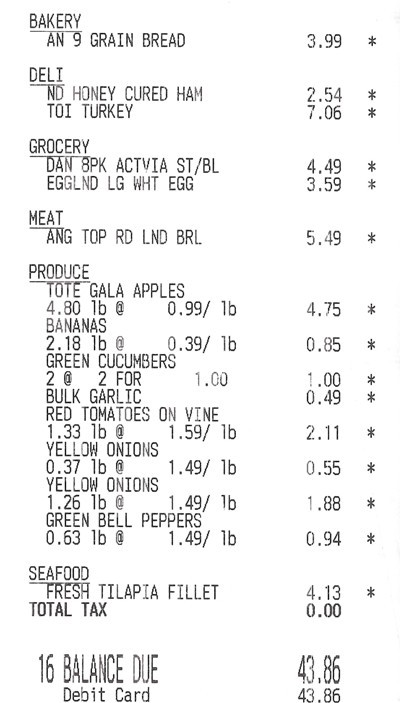 BAKERY
AN 9 GRAIN BREAD 3.99 *
DELI
ND HONEY CURED HAM 2.54 *
TOI TURKEY 7.06 *
GROCERY
DAN 8PK ACTVIA ST/BL 4.49 *
EGGLND LG WHT EGG 3.59 *
MEAT
ANG TOP RD LND BRL 5.49 *
PRODUCE
TOTE GALA APPLES
4.80 lb @ 0.99/ lb 4.75 *
BANANAS
2.18 lb @ 0.39/ lb 0.85 *
GREEN CUCUMBERS
2 @ 2 FOR 1.00 1.00 *
BULK GARLIC 0.49 *
RED TOMATOES ON VINE
1.33 lb @ 1.59/ lb 2.11 *
YELLOW ONIONS
0.37 lb @ 1.49/ lb 0.55 *
YELLOW ONIONS
1.26 lb @ 1.49/ lb 1.88 *
GREEN BELL PEPPERS
0.63 lb @ 1.49/ lb 0.94 *
SEAFOOD
FRESH TILAPIA FILLET 4.13 *
TOTAL TAX 0.00
16 BALANCE DUE 43.86
Debit Card 43.86